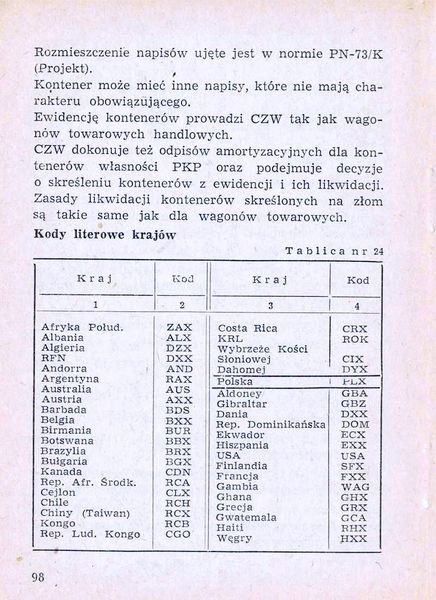 Rozmieszczenie napisów ujęte jest w normie PN-73/K
(Projekt).
Kontener może mieć inne napisy, które nie mają cha-
rakteru obowiązującego.
Ewidencję kontenerów prowadzi CZW tak jak wago-
nów towarowych handlowych.
CZW dokonuje też odpisów amortyzacyjnych dla kon-
tenerów własności PKP oraz podejmuje decyzje
o skreśleniu kontenerów z ewidencji i ich likwidacji.
Zasady likwidacji kontenerów skreślonych na złom
są takie same jak dla wagonów towarowych.
Kody literowe krajów
Tablica nr 24
Kraj Kod Kraj Kod
1 2 3 4
Afryka Połud. ZAX Costa Rica CRX
Albania ALX KRL ROK
Algieria DZX Wybrzeże Kości
RFN DXX Słoniowej CIX
Andorra AND Dahomej DYX
Argentyna RAX Polska PLX
Australia AUS Aldoney GBA
Austria AXX Gibraltar GBZ
Barbada BDS Dania DXX
Belgia BXX Rep. Dominikańska DOM
Birmania BUR Ekwador ECX
Botswana BBX Hiszpania EXX
Brazylia BRX USA USA
Bułgaria BGX Finlandia SFX
Kanada CDN Francja FXX
Rep. Afr. Środk. RCA Gambia WAG
Cejlon CLX Ghana GHX
Chile RCH Grecja GRX
Chiny (Taiwan) RCX Gwatemala GCA
Kongo RCB Haiti RHX
Rep. Lud. Kongo CGO Węgry HXX
98